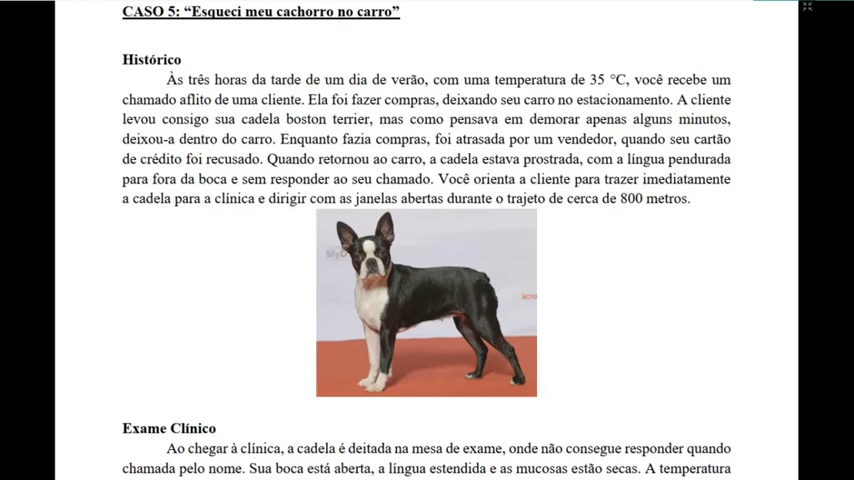 CASO 5: “Esqueci meu cachorro no carro”
Histórico
Às três horas da tarde de um dia de verão, com uma temperatura de 35 °C, você recebe um
chamado aflito de uma cliente. Ela foi fazer compras, deixando seu carro no estacionamento. A cliente
levou consigo sua cadela boston terrier, mas como pensava em demorar apenas alguns minutos,
deixou-a dentro do carro. Enquanto fazia compras, foi atrasada por um vendedor, quando seu cartão
de crédito foi recusado. Quando retornou ao carro, a cadela estava prostrada, com a língua pendurada
para fora da boca e sem responder ao seu chamado. Você orienta a cliente para trazer imediatamente
a cadela para a clínica e dirigir com as janelas abertas durante o trajeto de cerca de 800 metros.
Exame Clínico
Ao chegar à clínica, a cadela é deitada na mesa de exame, onde não consegue responder quando
chamada pelo nome. Sua boca está aberta, a língua estendida e as mucosas estão secas. A temperatura